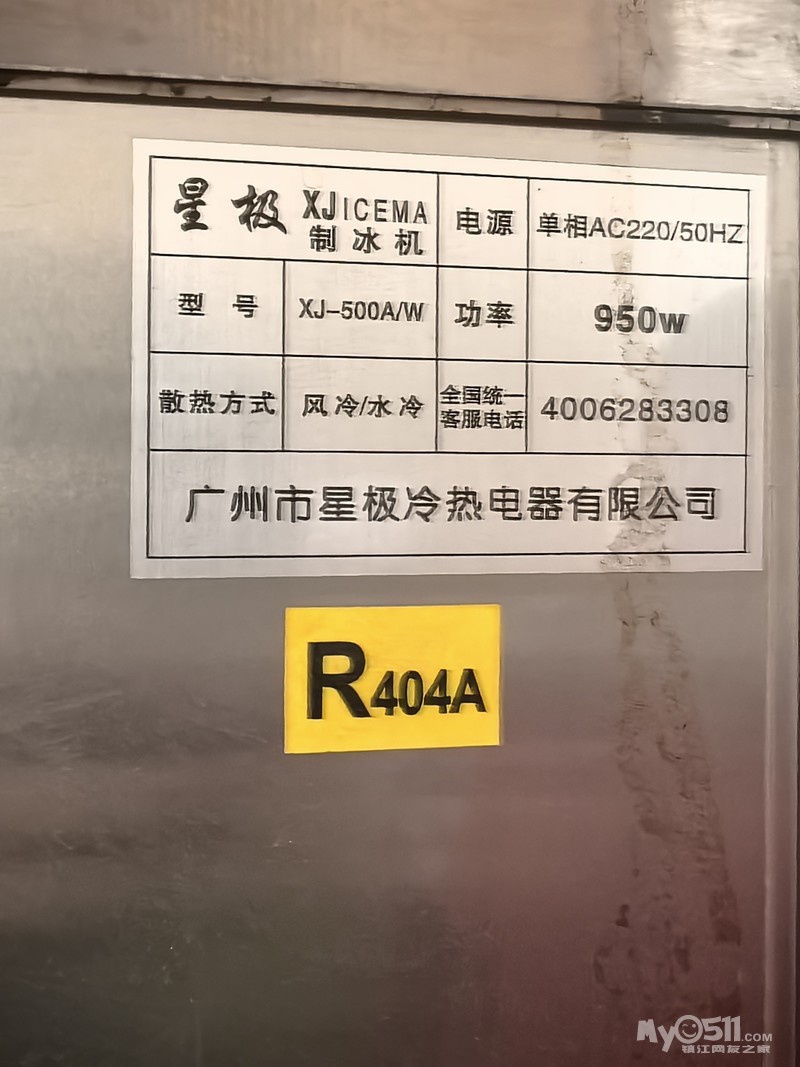 星极 XJICEMA 制冰机 电源 单相AC220/50HZ
型号 XJ-500A/W 功率 950w
散热方式 风冷/水冷 全国统一客服电话 4006283308
广州市星极冷热电器有限公司
R404A
My0511.COM
镇江网友之家